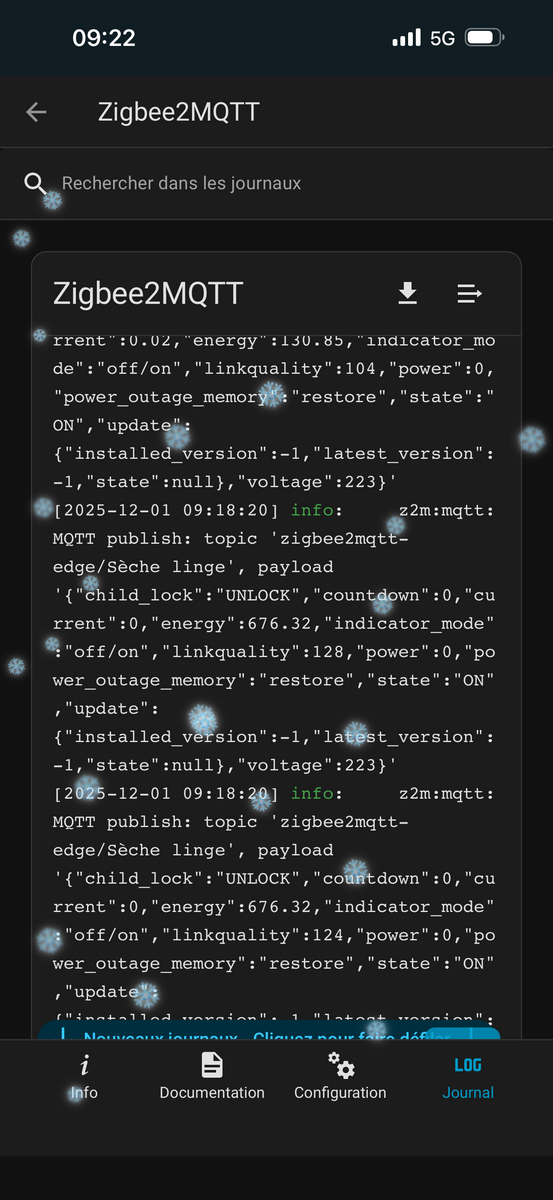 09:22
5G
Zigbee2MQTT
Rechercher dans les journaux
Zigbee2MQTT
rrent":0.02,"energy":130.85,"indicator_mo
de":"off/on","linkquality":104,"power":0,
"power_outage_memory":"restore","state":"
ON","update":
{"installed_version":-1,"latest_version":
-1,"state":null},"voltage":223}'
[2025-12-01 09:18:20] info:     z2m:mqtt:
MQTT publish: topic 'zigbee2mqtt-
edge/Sèche linge', payload
'{"child_lock":"UNLOCK","countdown":0,"cu
rrent":0,"energy":676.32,"indicator_mode"
:"off/on","linkquality":128,"power":0,"po
wer_outage_memory":"restore","state":"ON"
,"update":
{"installed_version":-1,"latest_version":
-1,"state":null},"voltage":223}'
[2025-12-01 09:18:20] info:     z2m:mqtt:
MQTT publish: topic 'zigbee2mqtt-
edge/Sèche linge', payload
'{"child_lock":"UNLOCK","countdown":0,"cu
rrent":0,"energy":676.32,"indicator_mode"
:"off/on","linkquality":124,"power":0,"po
wer_outage_memory":"restore","state":"ON"
,"update":
{"installed_version":-1,"latest_version":
Nouveaux journaux - Cliquez pour faire défiler
Info
Documentation
Configuration
LOG
Journal